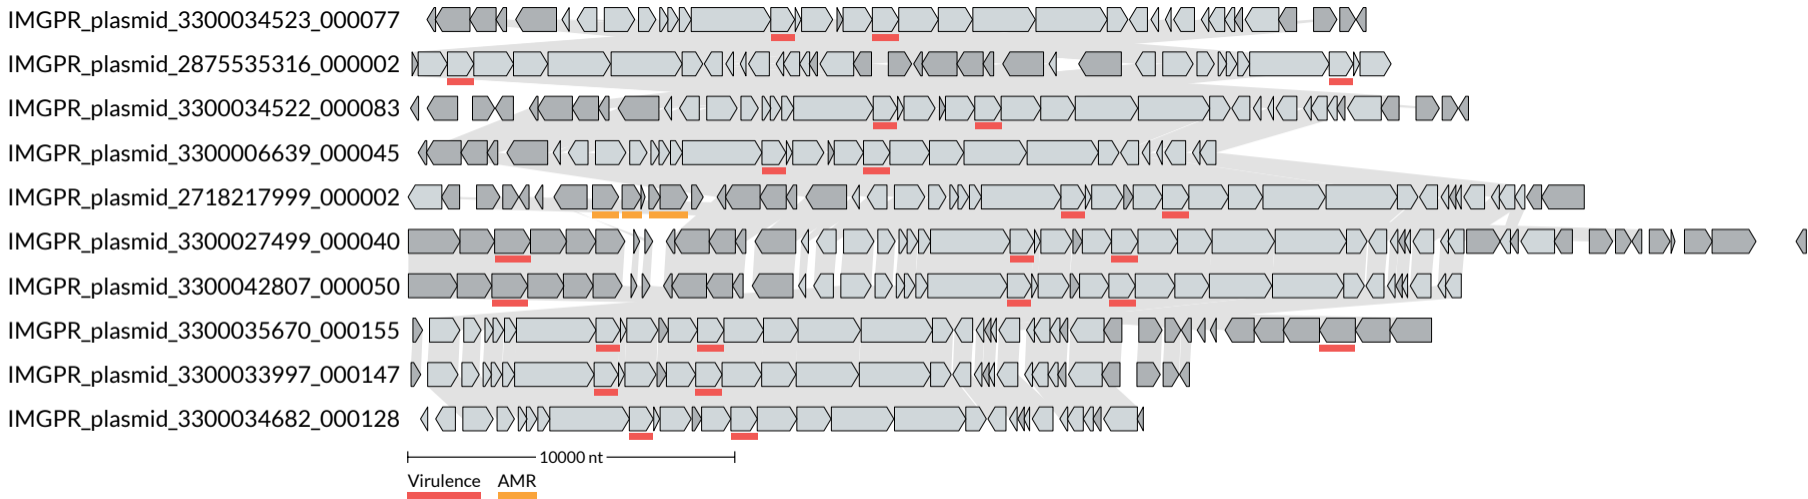 IMGPR_plasmid_3300034523_000077
IMGPR_plasmid_2875535316_000002
IMGPR_plasmid_3300034522_000083
IMGPR_plasmid_3300006639_000045
IMGPR_plasmid_2718217999_000002
IMGPR_plasmid_3300027499_000040
IMGPR_plasmid_3300042807_000050
IMGPR_plasmid_3300035670_000155
IMGPR_plasmid_3300033997_000147
IMGPR_plasmid_3300034682_000128
10000 nt
Virulence AMR